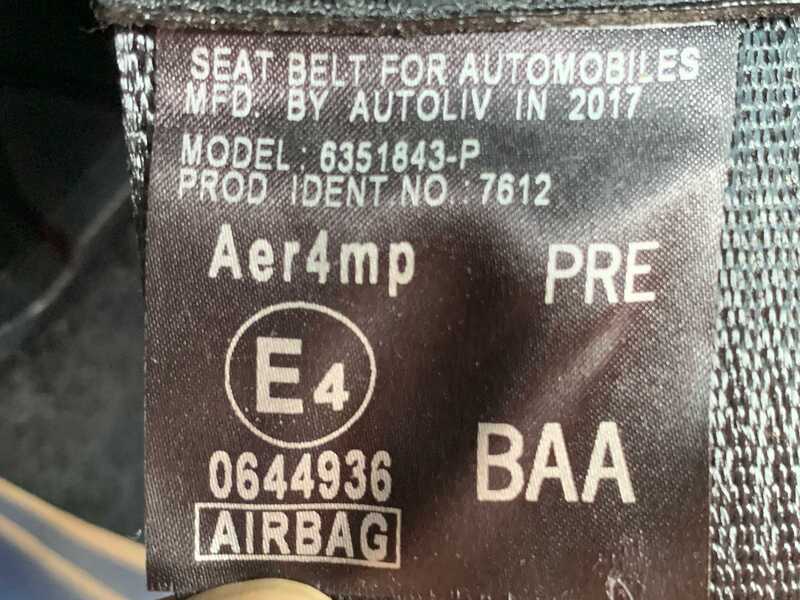 SEAT BELT FOR AUTOMOBILES
MFD. BY AUTOLIV IN 2017
MODEL : 6351843-P
PROD IDENT NO.: 7612
Aer4mp PRE
E4
0644936 BAA
AIRBAG